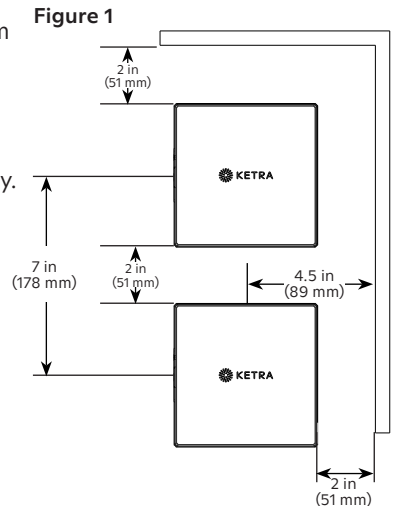 Figure 1
m
2 in
(51 mm)
KETRA
y.
7 in
(178 mm)
2 in
(51 mm)
4.5 in
(89 mm)
KETRA
2 in
(51 mm)